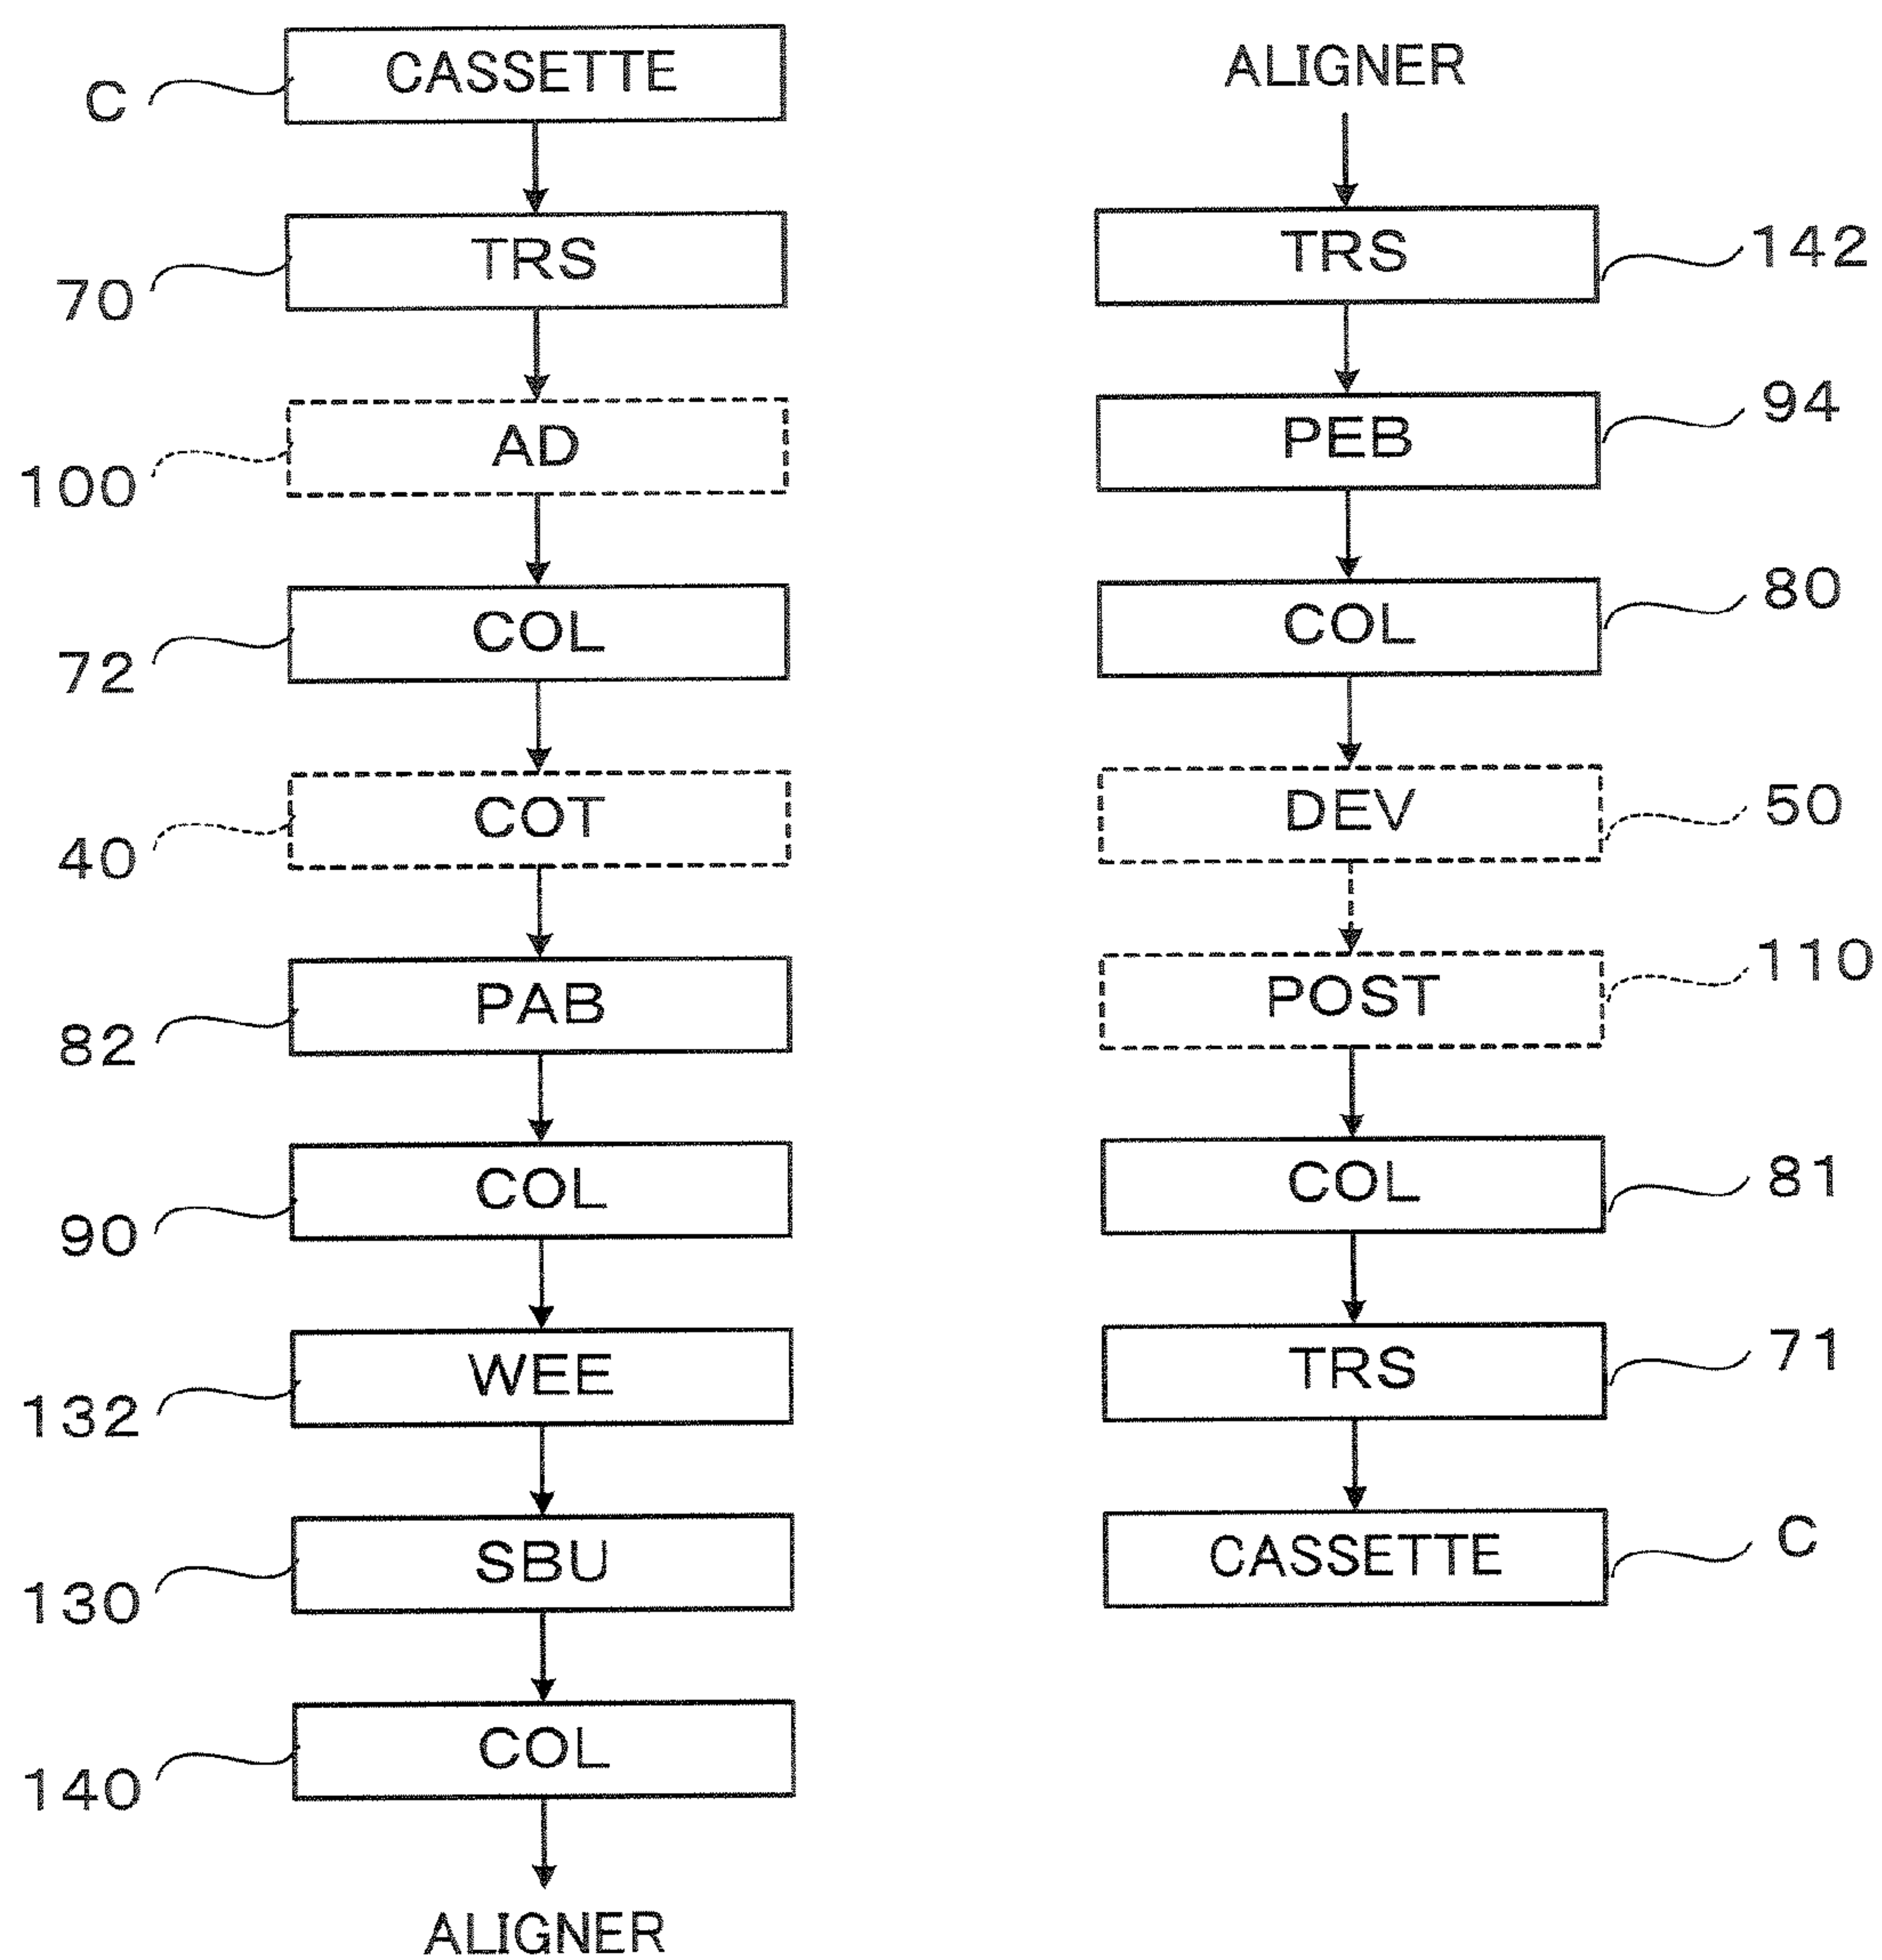 CASSETTE
C
TRS
70
AD
100
COL
72
COT
40
PAB
82
COL
90
WEE
132
SBU
130
COL
140
ALIGNER
ALIGNER
TRS
142
PEB
94
COL
80
DEV
50
POST
110
COL
81
TRS
71
CASSETTE
C